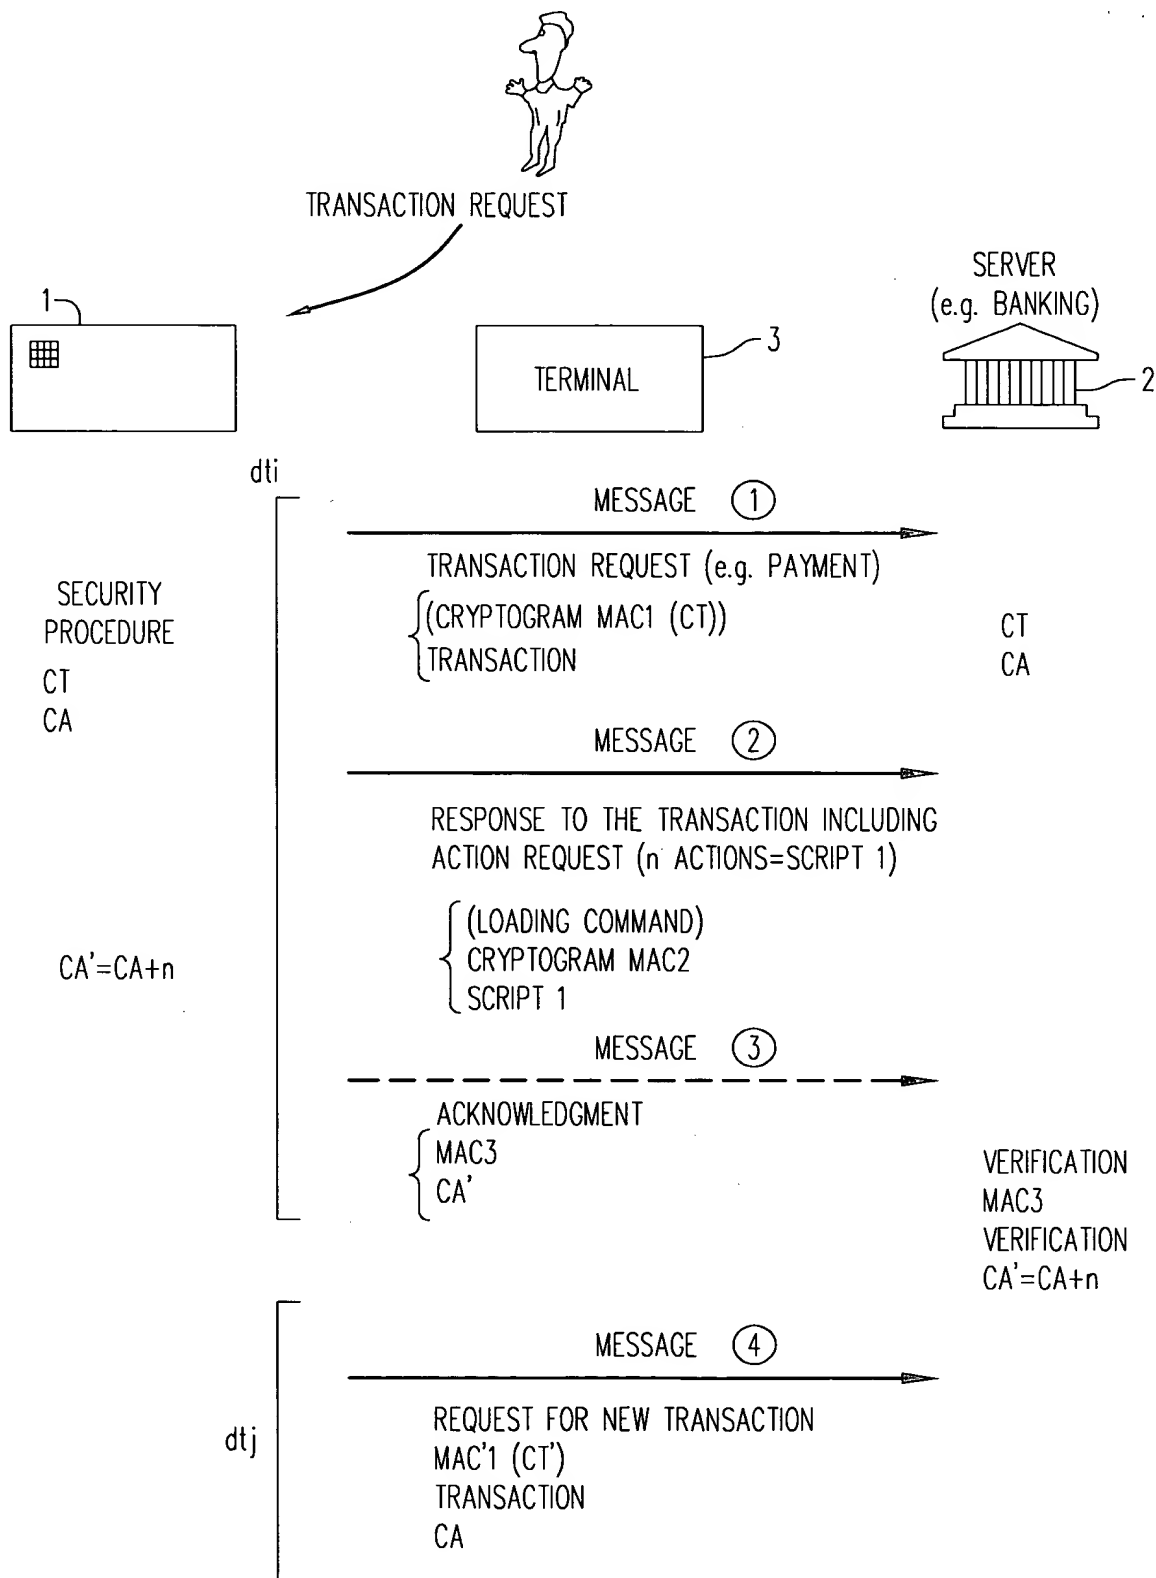 TRANSACTION REQUEST
SERVER
(e.g. BANKING)
1
TERMINAL
3
2
dti
MESSAGE 1
TRANSACTION REQUEST (e.g. PAYMENT)
SECURITY
PROCEDURE
CT
CA
(CRYPTOGRAM MAC1 (CT))
TRANSACTION
CT
CA
MESSAGE 2
RESPONSE TO THE TRANSACTION INCLUDING
ACTION REQUEST (n ACTIONS=SCRIPT 1)
CA'=CA+n
(LOADING COMMAND)
CRYPTOGRAM MAC2
SCRIPT 1
MESSAGE 3
ACKNOWLEDGMENT
MAC3
CA'
VERIFICATION
MAC3
VERIFICATION
CA'=CA+n
MESSAGE 4
dtj
REQUEST FOR NEW TRANSACTION
MAC'1 (CT')
TRANSACTION
CA